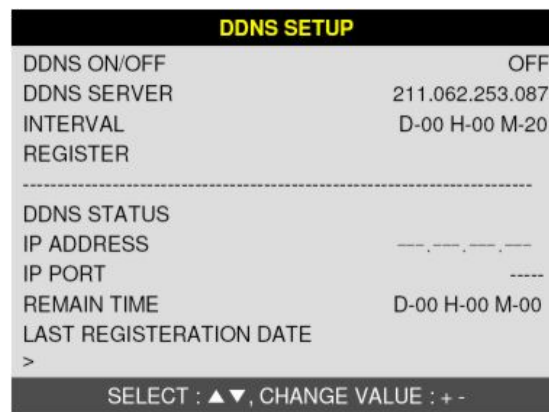 DDNS SETUP
DDNS ON/OFF OFF
DDNS SERVER 211.062.253.087
INTERVAL D-00 H-00 M-20
REGISTER
--------------------------------------------------------------------------
DDNS STATUS
IP ADDRESS ---.---.---.---
IP PORT -----
REMAIN TIME D-00 H-00 M-00
LAST REGISTERATION DATE
>
SELECT : ▲▼, CHANGE VALUE : + -